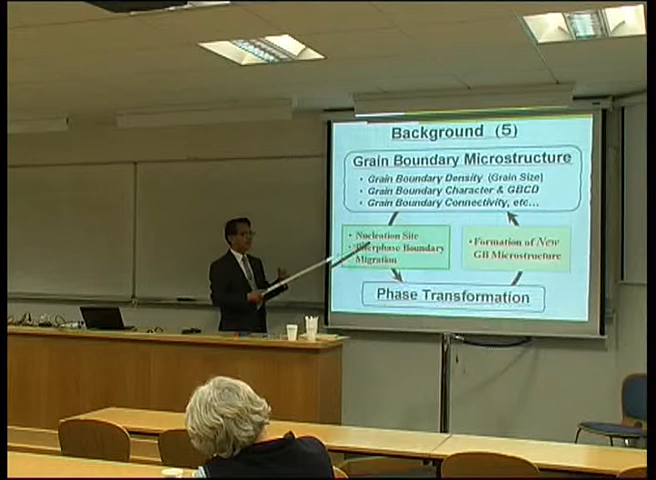 Background (5)
Grain Boundary Microstructure
• Grain Boundary Density (Grain Size)
• Grain Boundary Character & GBCD
• Grain Boundary Connectivity, etc...
• Nucleation Site
• Interphase Boundary
Migration
• Formation of New
GB Microstructure
Phase Transformation